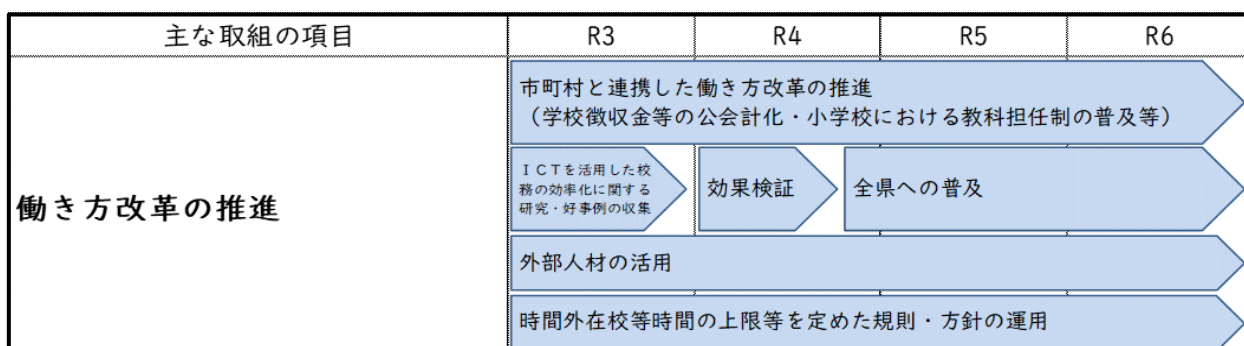 主な取組の項目 R3 R4 R5 R6
働き方改革の推進
市町村と連携した働き方改革の推進
（学校徴収金等の公会計化・小学校における教科担任制の普及等）
ＩＣＴを活用した校
務の効率化に関する
研究・好事例の収集
効果検証
全県への普及
外部人材の活用
時間外在校等時間の上限等を定めた規則・方針の運用